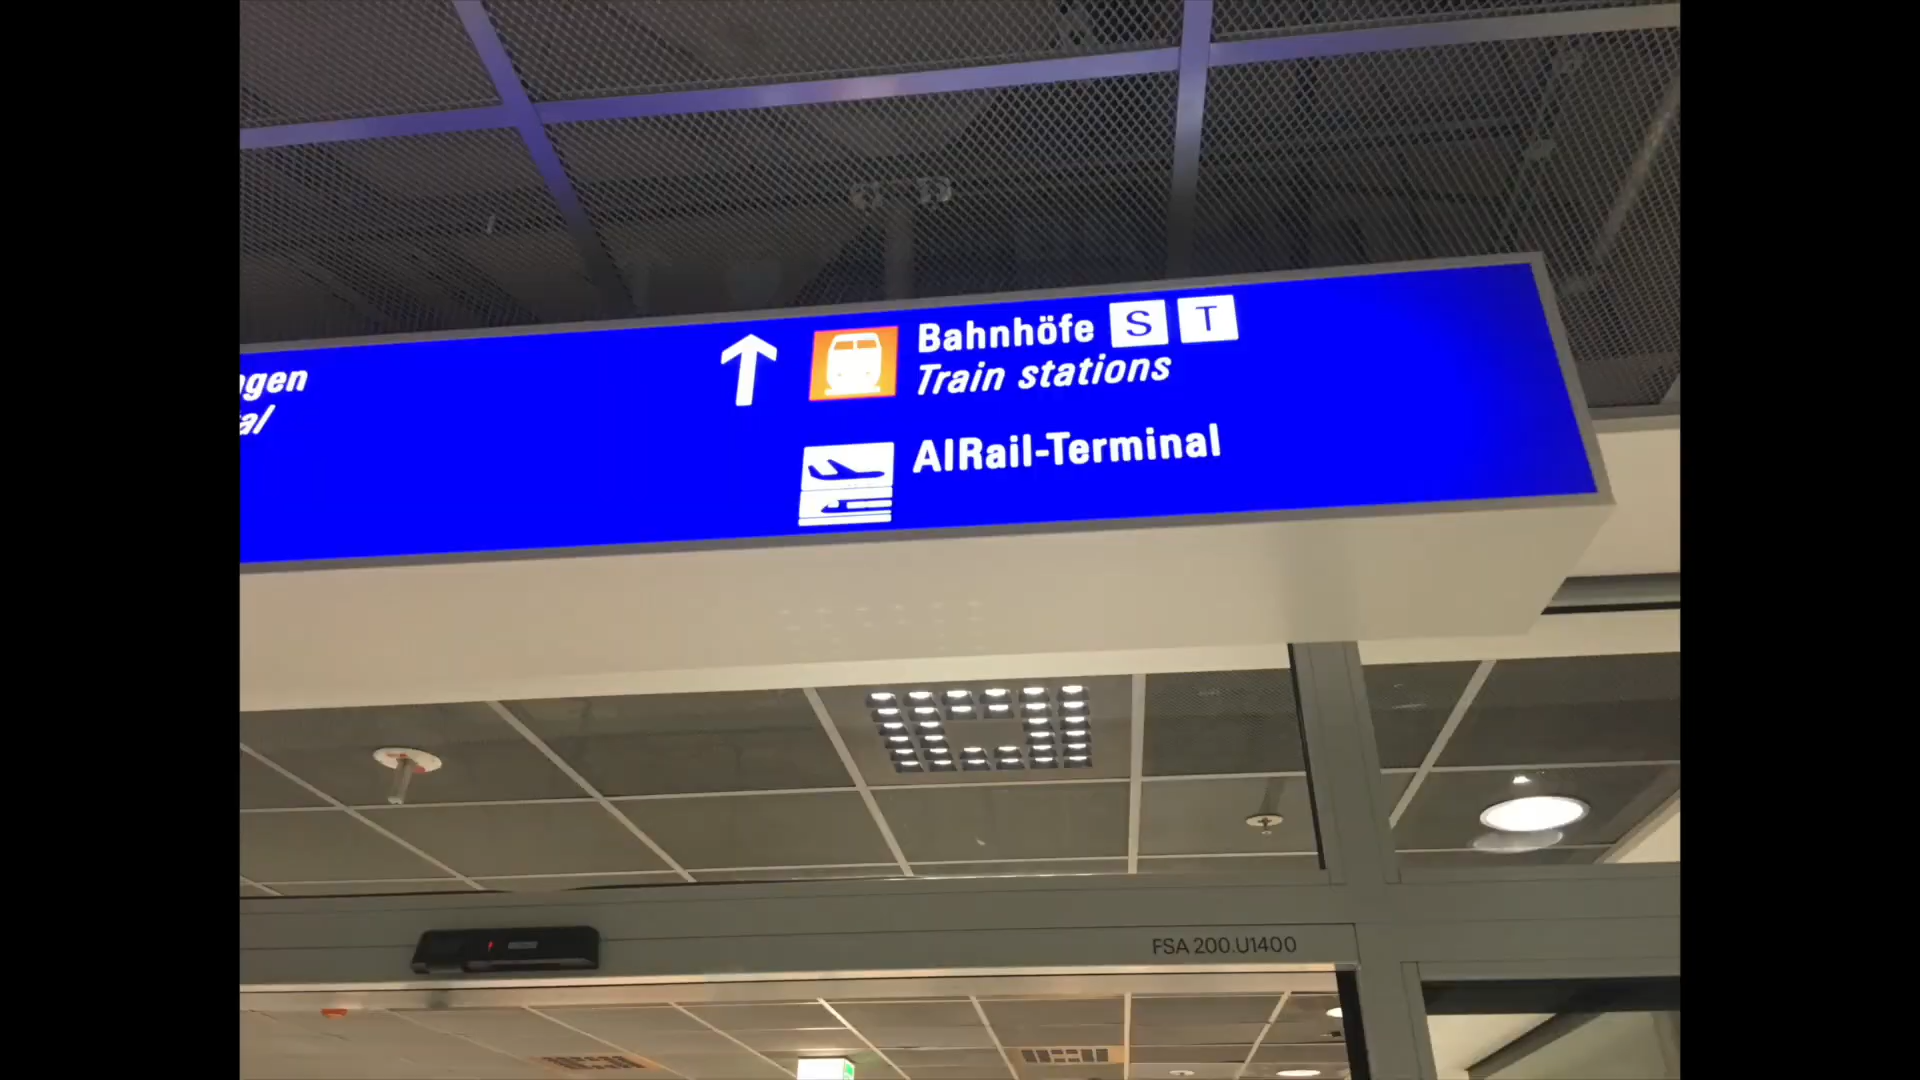 Bahnhöfe S T
Train stations
AIRail-Terminal
FSA 200.U1400